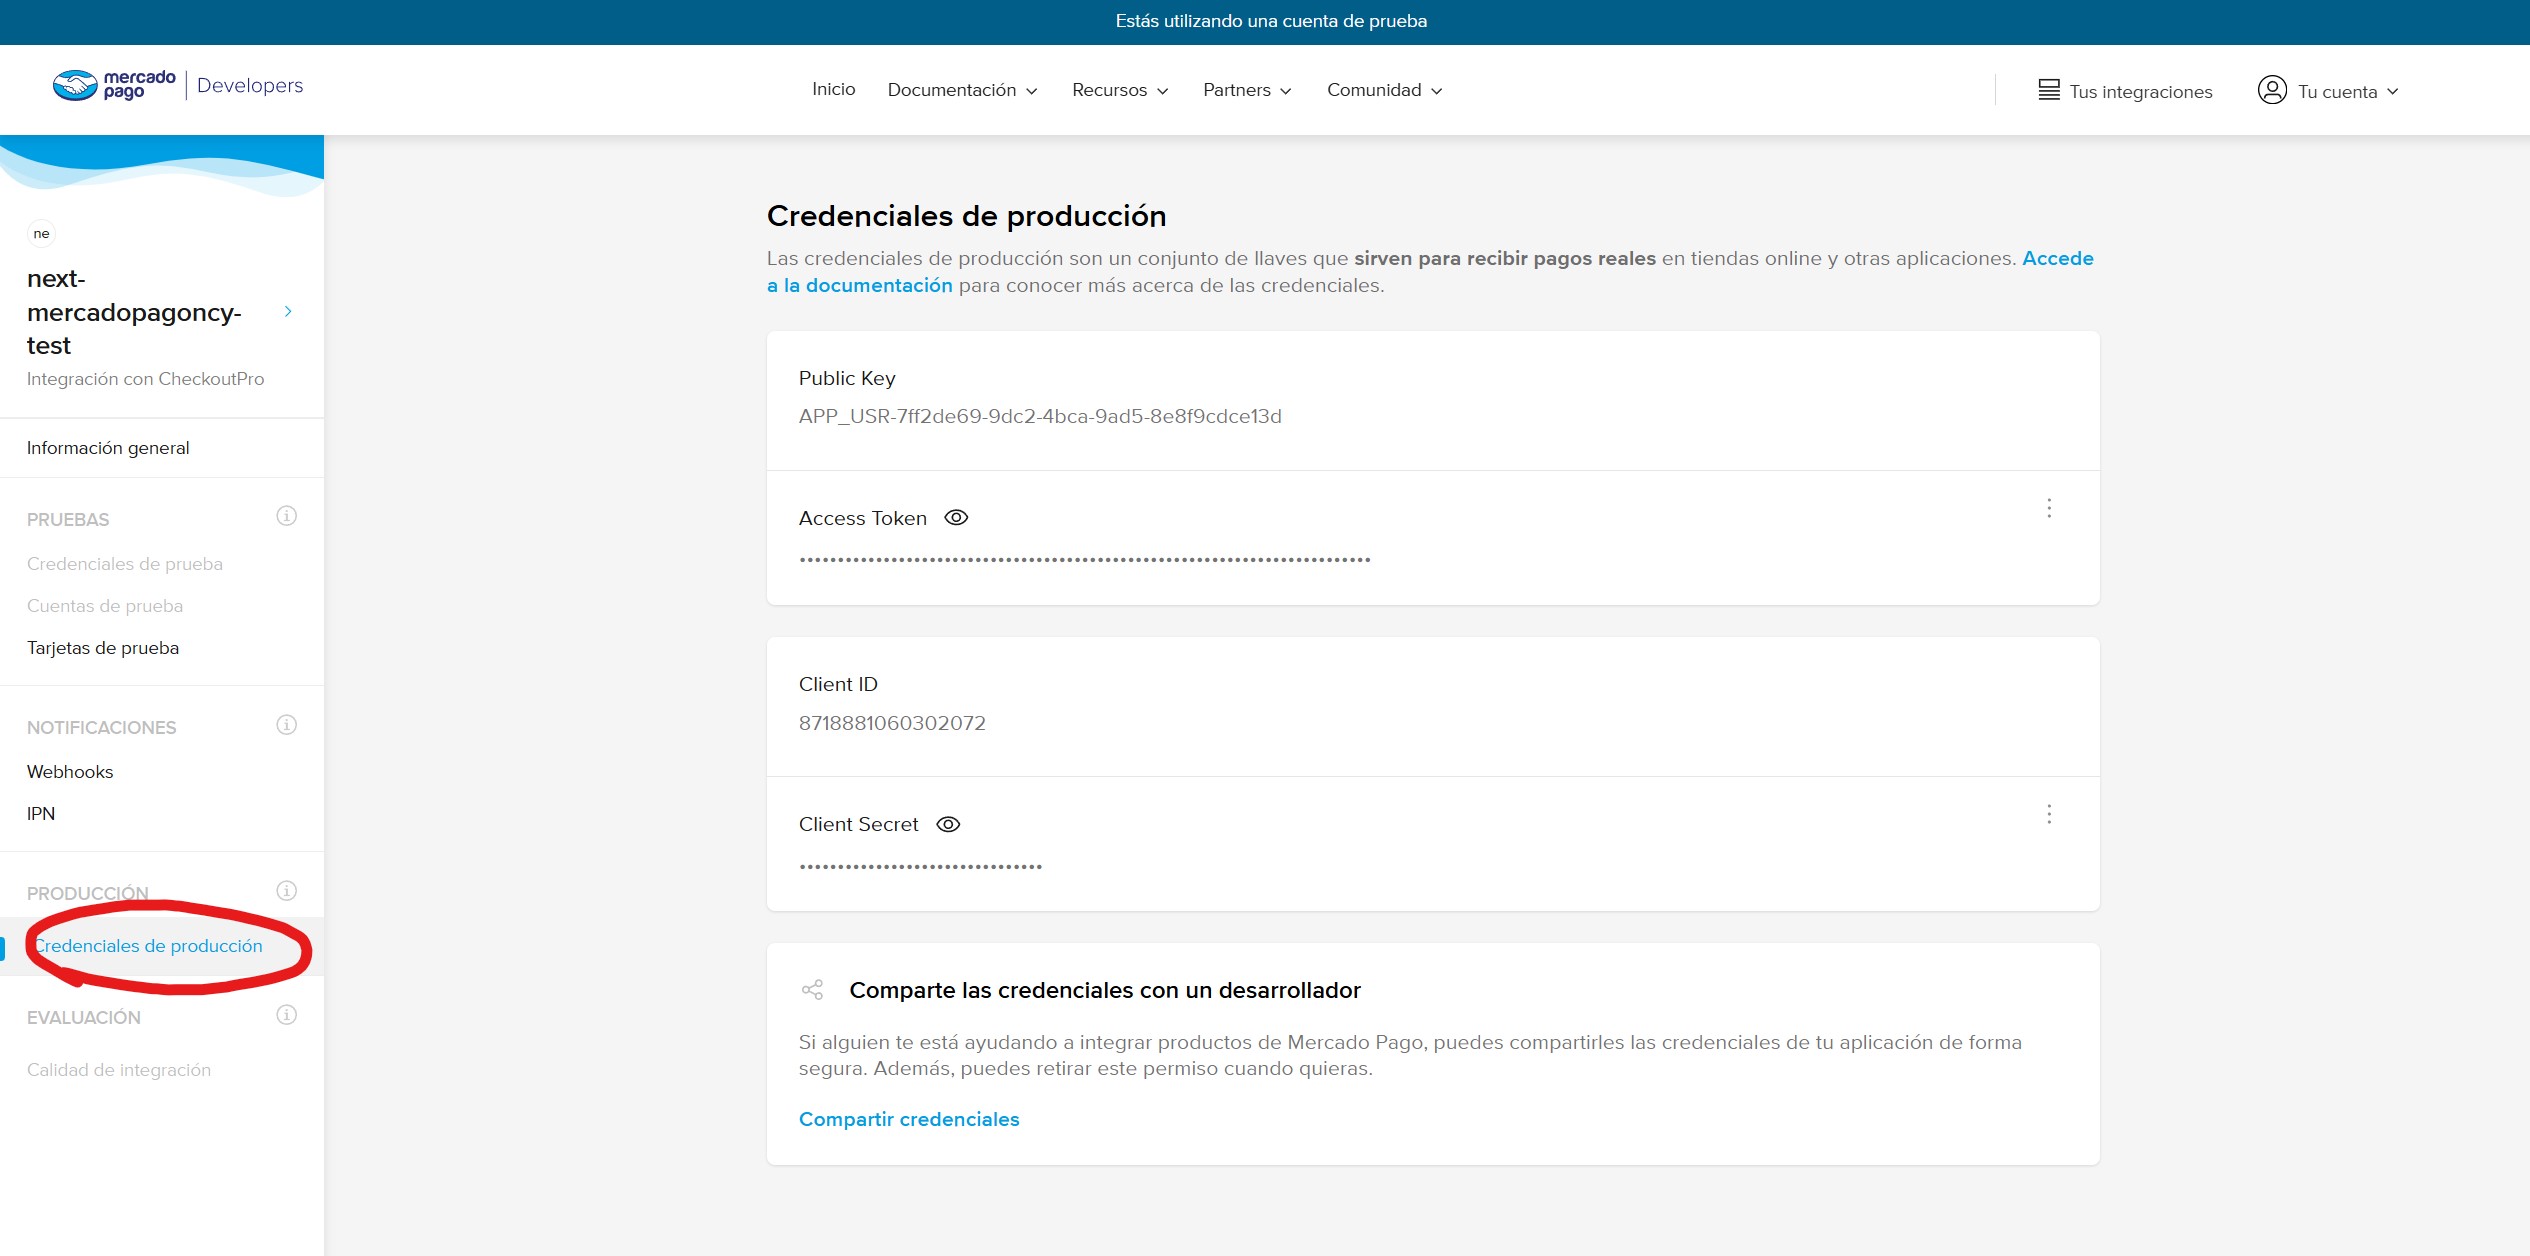 Estás utilizando una cuenta de prueba
mercado pago | Developers
Inicio
Documentación
Recursos
Partners
Comunidad
Tus integraciones
Tu cuenta
ne
next-
mercadopagoncy-
test
Integración con CheckoutPro
Información general
PRUEBAS
Credenciales de prueba
Cuentas de prueba
Tarjetas de prueba
NOTIFICACIONES
Webhooks
IPN
PRODUCCIÓN
Credenciales de producción
EVALUACIÓN
Calidad de integración
Credenciales de producción
Las credenciales de producción son un conjunto de llaves que sirven para recibir pagos reales en tiendas online y otras aplicaciones. Accede
a la documentación para conocer más acerca de las credenciales.
Public Key
APP_USR-7ff2de69-9dc2-4bca-9ad5-8e8f9cdce13d
Access Token
Client ID
8718881060302072
Client Secret
Comparte las credenciales con un desarrollador
Si alguien te está ayudando a integrar productos de Mercado Pago, puedes compartirles las credenciales de tu aplicación de forma
segura. Además, puedes retirar este permiso cuando quieras.
Compartir credenciales